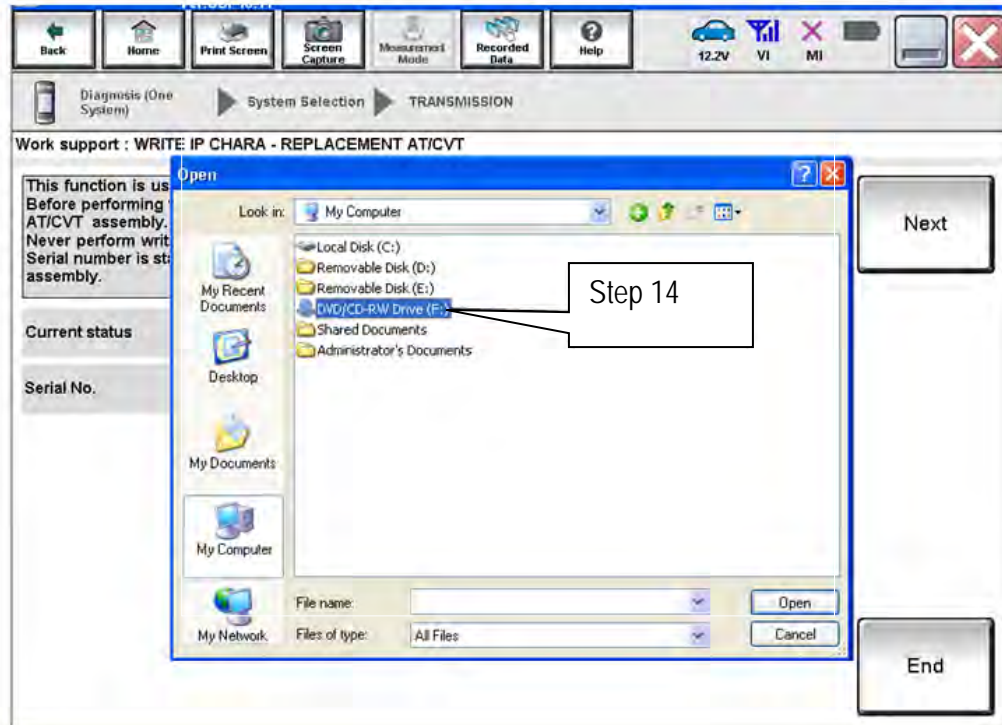 Back
Home
Print Screen
Screen
Capture
Measurement
Mode
Recorded
Data
Help
12.2V
VI
MI
Diagnosis (One
System)
System Selection
TRANSMISSION
Work support : WRITE IP CHARA - REPLACEMENT AT/CVT
This function is us
Before performing
AT/CVT assembly.
Never perform writ
Serial number is sta
assembly.
Current status
Serial No.
Open
Look in:
My Computer
My Recent
Documents
Desktop
My Documents
My Computer
My Network
Local Disk (C:)
Removable Disk (D:)
Removable Disk (E:)
DVD/CD-RW Drive (F:)
Shared Documents
Administrator's Documents
Step 14
File name:
Open
Files of type:
All Files
Cancel
Next
End